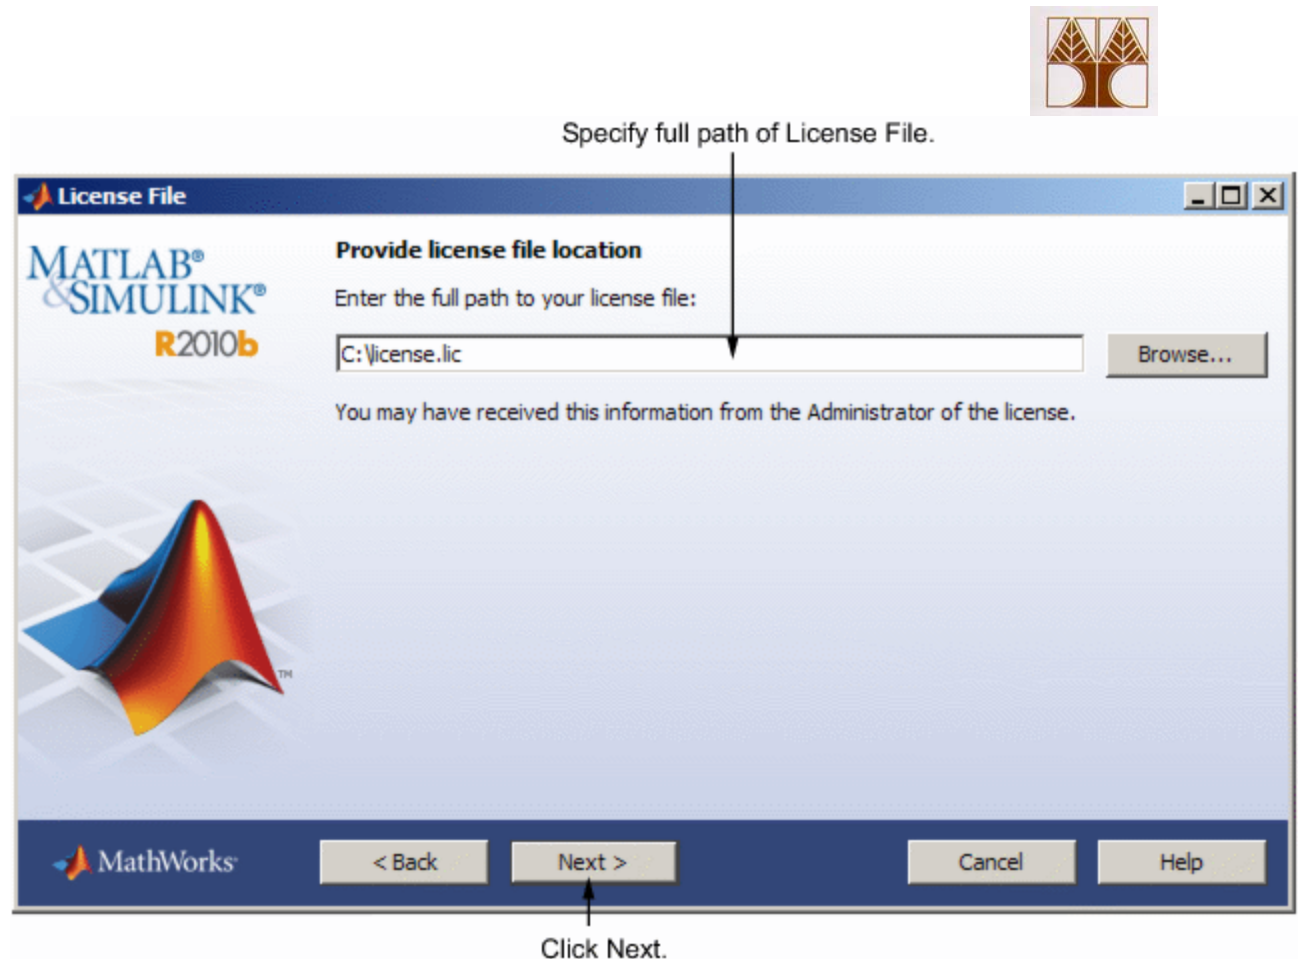 Specify full path of License File.
License File
MATLAB®
&SIMULINK®
R2010b
Provide license file location
Enter the full path to your license file:
C:\license.lic
Browse...
You may have received this information from the Administrator of the license.
TM
MathWorks
< Back
Next >
Cancel
Help
Click Next.